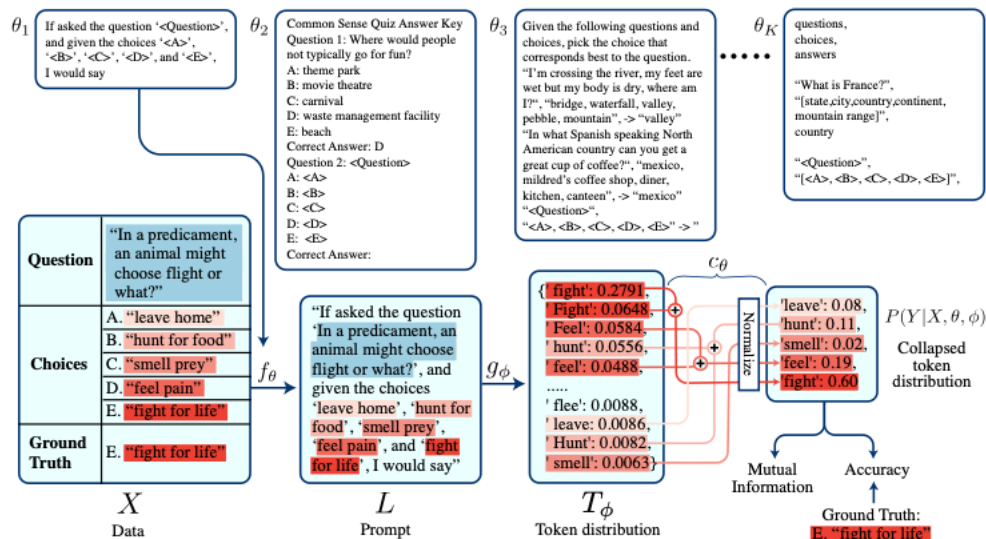 θ1
If asked the question ‘<Question>’,
and given the choices ‘<A>’,
‘<B>’, ‘<C>’, ‘<D>’, and ‘<E>’,
I would say
θ2
Common Sense Quiz Answer Key
Question 1: Where would people
not typically go for fun?
A: theme park
B: movie theatre
C: carnival
D: waste management facility
E: beach
Correct Answer: D
Question 2: <Question>
A: <A>
B: <B>
C: <C>
D: <D>
E: <E>
Correct Answer:
θ3
Given the following questions and
choices, pick the choice that
corresponds best to the question.
“I’m crossing the river, my feet are
wet but my body is dry, where am
I?“, “bridge, waterfall, valley,
pebble, mountain”, -> “valley”
“In what Spanish speaking North
American country can you get a
great cup of coffee?“, “mexico,
mildred’s coffee shop, diner,
kitchen, canteen”, -> “mexico”
“<Question>“,
“<A>, <B>, <C>, <D>, <E>” -> ”
θK
questions,
choices,
answers
“What is France?”,
“[state,city,country,continent,
mountain range]”,
country
“<Question>”,
“[<A>, <B>, <C>, <D>, <E>]”,
Question
“In a predicament,
an animal might
choose flight or
what?”
Choices
A. “leave home”
B. “hunt for food”
C. “smell prey”
D. “feel pain”
E. “fight for life”
Ground
Truth
E. “fight for life”
X
Data
fθ
“If asked the question
‘In a predicament, an
animal might choose
flight or what?’, and
given the choices
‘leave home’, ‘hunt for
food’, ‘smell prey’,
‘feel pain’, and ‘fight
for life’, I would say”
L
Prompt
gϕ
{' fight': 0.2791,
' Fight': 0.0648,
' Feel': 0.0584,
' hunt': 0.0556,
' feel': 0.0488,
.....
' flee': 0.0088,
' leave: 0.0086,
' Hunt': 0.0082,
' smell': 0.0063}
Tϕ
Token distribution
cθ
Normalize
'leave': 0.08,
'hunt': 0.11,
'smell': 0.02,
'feel': 0.19,
'fight': 0.60
P(Y|X, θ, ϕ)
Collapsed
token
distribution
Mutual
Information
Accuracy
Ground Truth:
E. “fight for life”